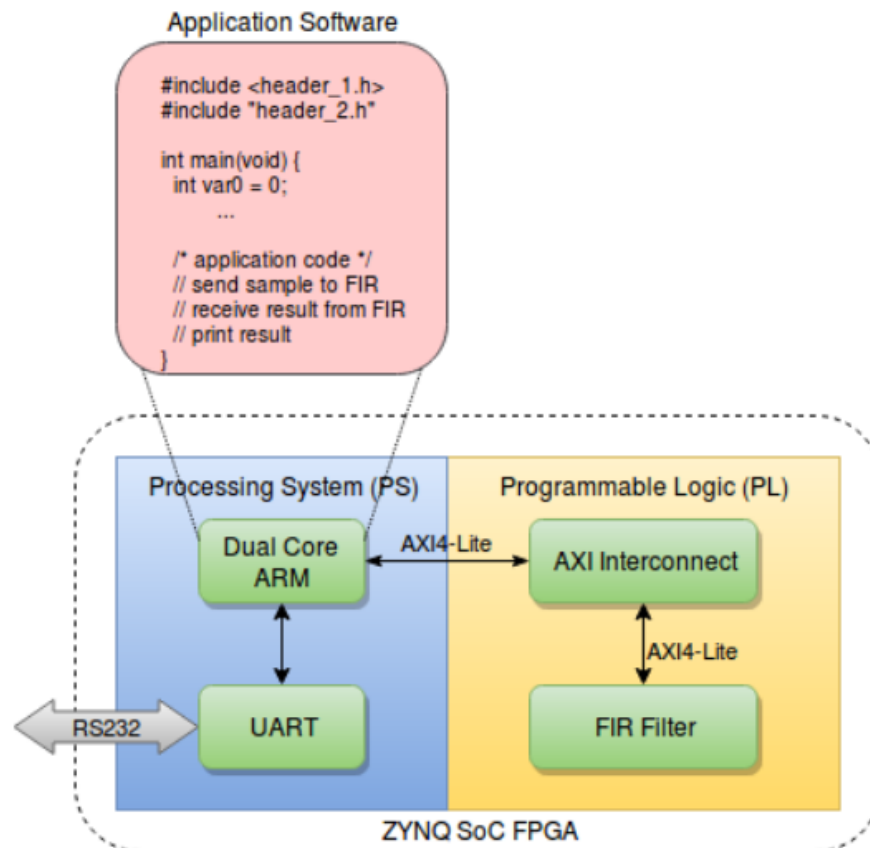 Application Software
#include <header_1.h>
#include "header_2.h"
int main(void) {
int var0 = 0;
...
/* application code */
// send sample to FIR
// receive result from FIR
// print result
}
Processing System (PS)
Programmable Logic (PL)
Dual Core
ARM
AXI4-Lite
AXI Interconnect
AXI4-Lite
RS232
UART
FIR Filter
ZYNQ SoC FPGA